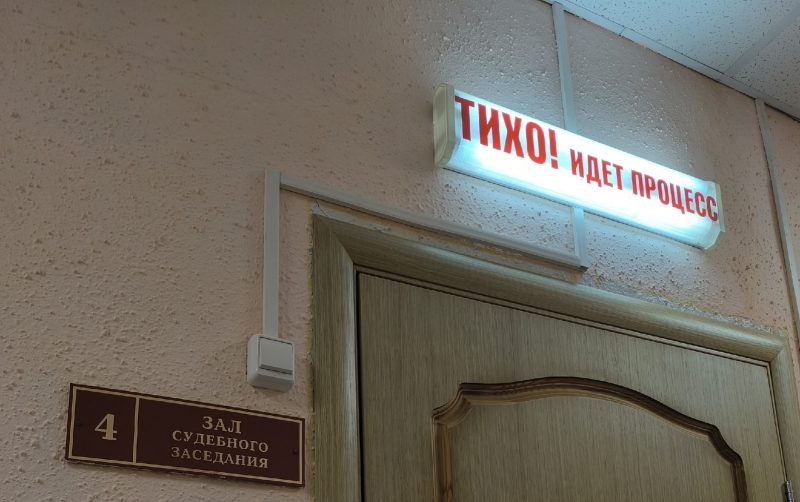 ТИХО! ИДЕТ ПРОЦЕСС
4
ЗАЛ
СУДЕБНОГО
ЗАСЕДАНИЯ